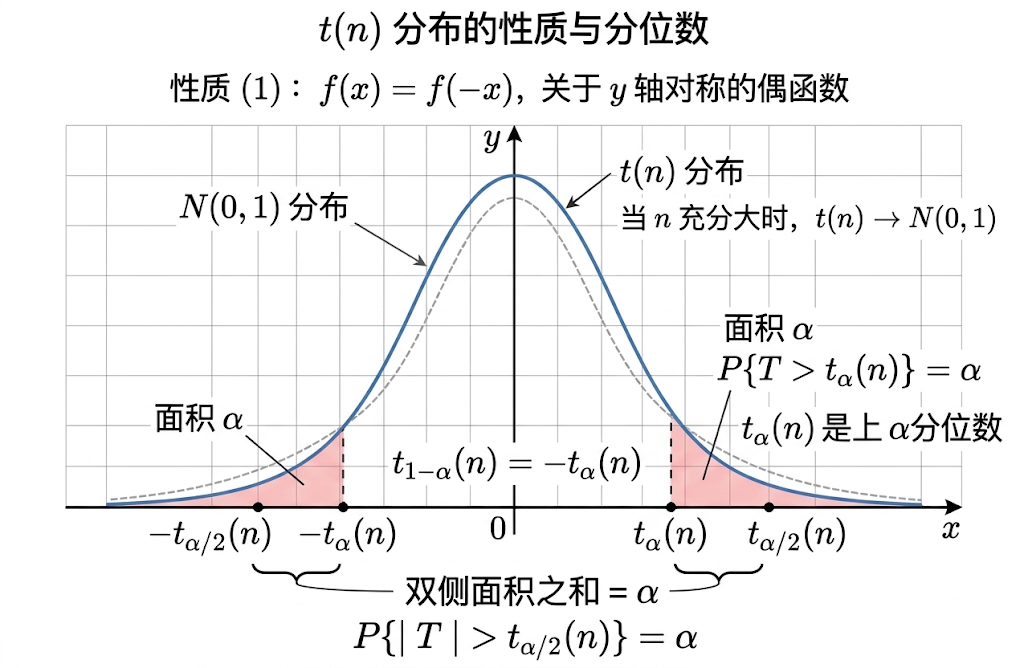 t(n) 分布的性质与分位数
性质 (1)：f(x) = f(−x)，关于 y 轴对称的偶函数
y
t(n) 分布
当 n 充分大时，t(n) → N(0, 1)
N(0, 1) 分布
面积 α
P{T > t_α(n)} = α
t_α(n) 是上 α分位数
面积 α
t_{1−α}(n) = −t_α(n)
−t_{α/2}(n)
−t_α(n)
0
t_α(n)
t_{α/2}(n)
x
双侧面积之和 = α
P{| T | > t_{α/2}(n)} = α